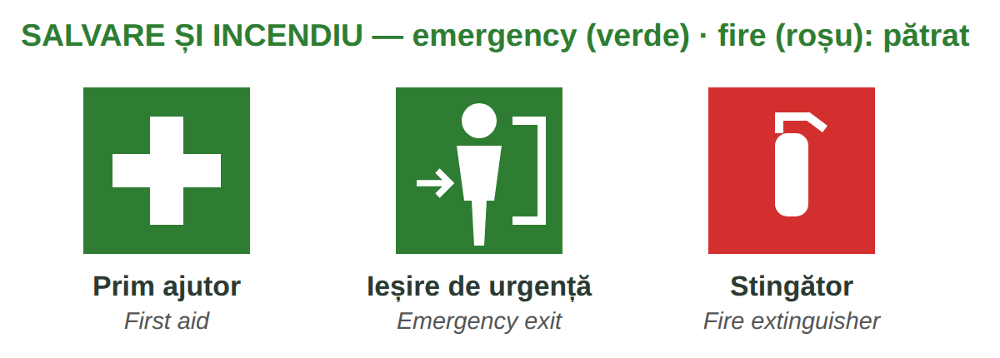 SALVARE ȘI INCENDIU — emergency (verde) · fire (roșu): pătrat
Prim ajutor
First aid
Ieșire de urgență
Emergency exit
Stingător
Fire extinguisher